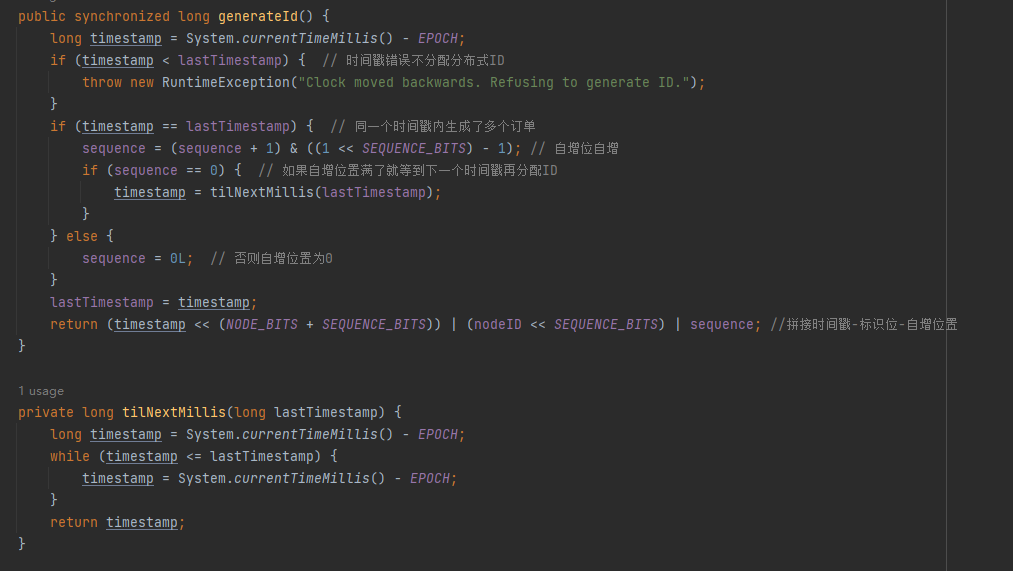 public synchronized long generateId() {
long timestamp = System.currentTimeMillis() - EPOCH;
if (timestamp < lastTimestamp) {  // 时间戳错误不分配分布式ID
throw new RuntimeException("Clock moved backwards. Refusing to generate ID.");
}
if (timestamp == lastTimestamp) {  // 同一个时间戳内生成了多个订单
sequence = (sequence + 1) & ((1 << SEQUENCE_BITS) - 1); // 自增位自增
if (sequence == 0) {  // 如果自增位置满了就等到下一个时间戳再分配ID
timestamp = tilNextMillis(lastTimestamp);
}
} else {
sequence = 0L;  // 否则自增位置为0
}
lastTimestamp = timestamp;
return (timestamp << (NODE_BITS + SEQUENCE_BITS)) | (nodeID << SEQUENCE_BITS) | sequence; //拼接时间戳-标识位-自增位置
}
1 usage
private long tilNextMillis(long lastTimestamp) {
long timestamp = System.currentTimeMillis() - EPOCH;
while (timestamp <= lastTimestamp) {
timestamp = System.currentTimeMillis() - EPOCH;
}
return timestamp;
}